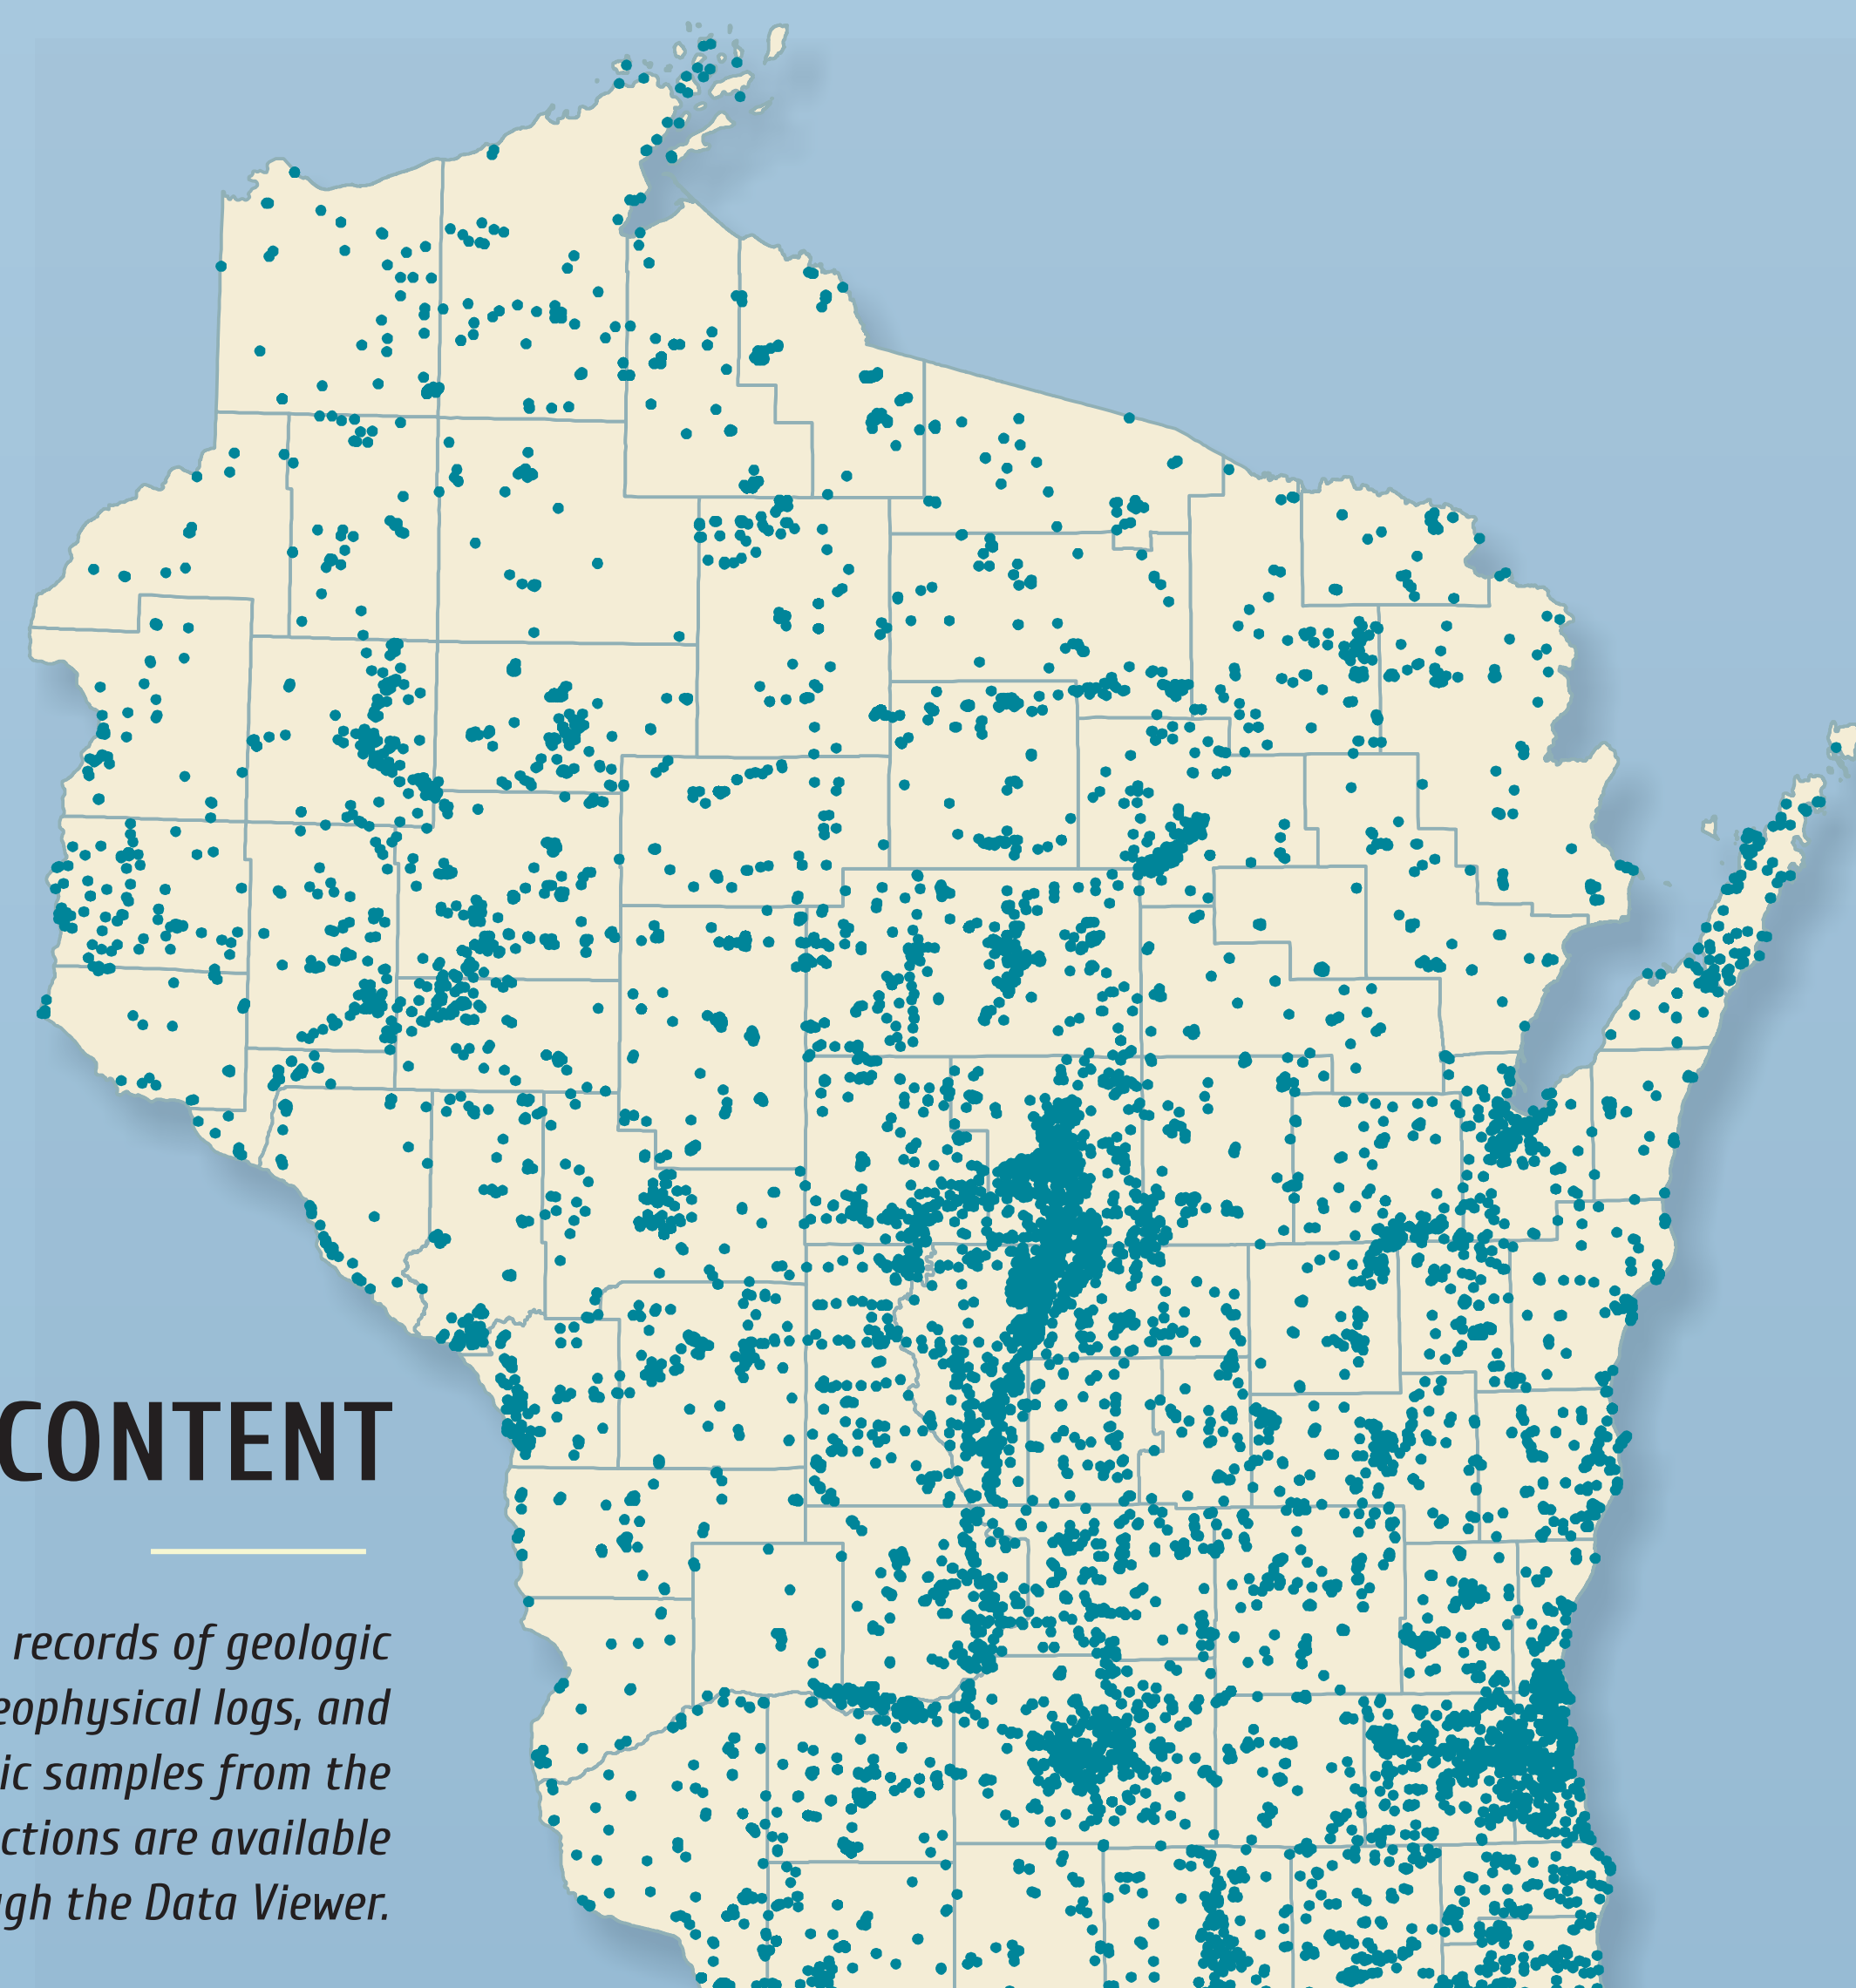 CONTENT
records of geologic
eophysical logs, and
ic samples from the
ctions are available
gh the Data Viewer.